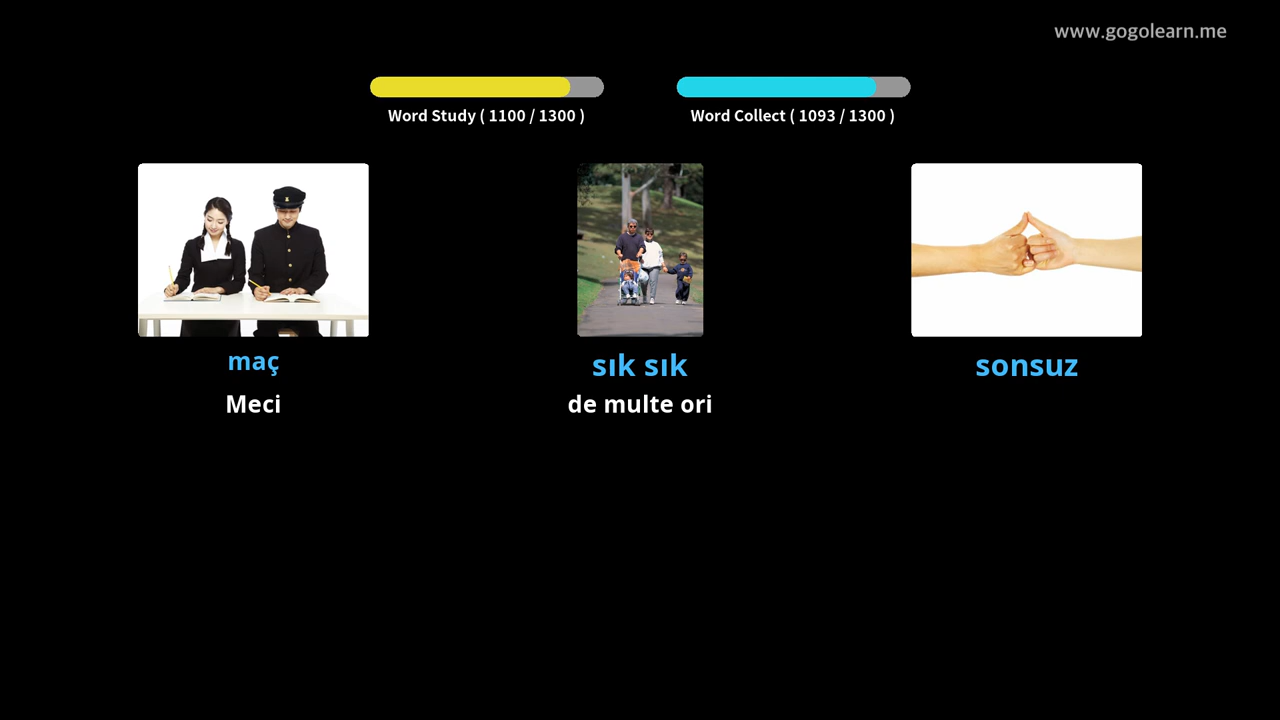 www.gogolearn.me
Word Study ( 1100 / 1300 )
Word Collect ( 1093 / 1300 )
maç
sık sık
sonsuz
Meci
de multe ori